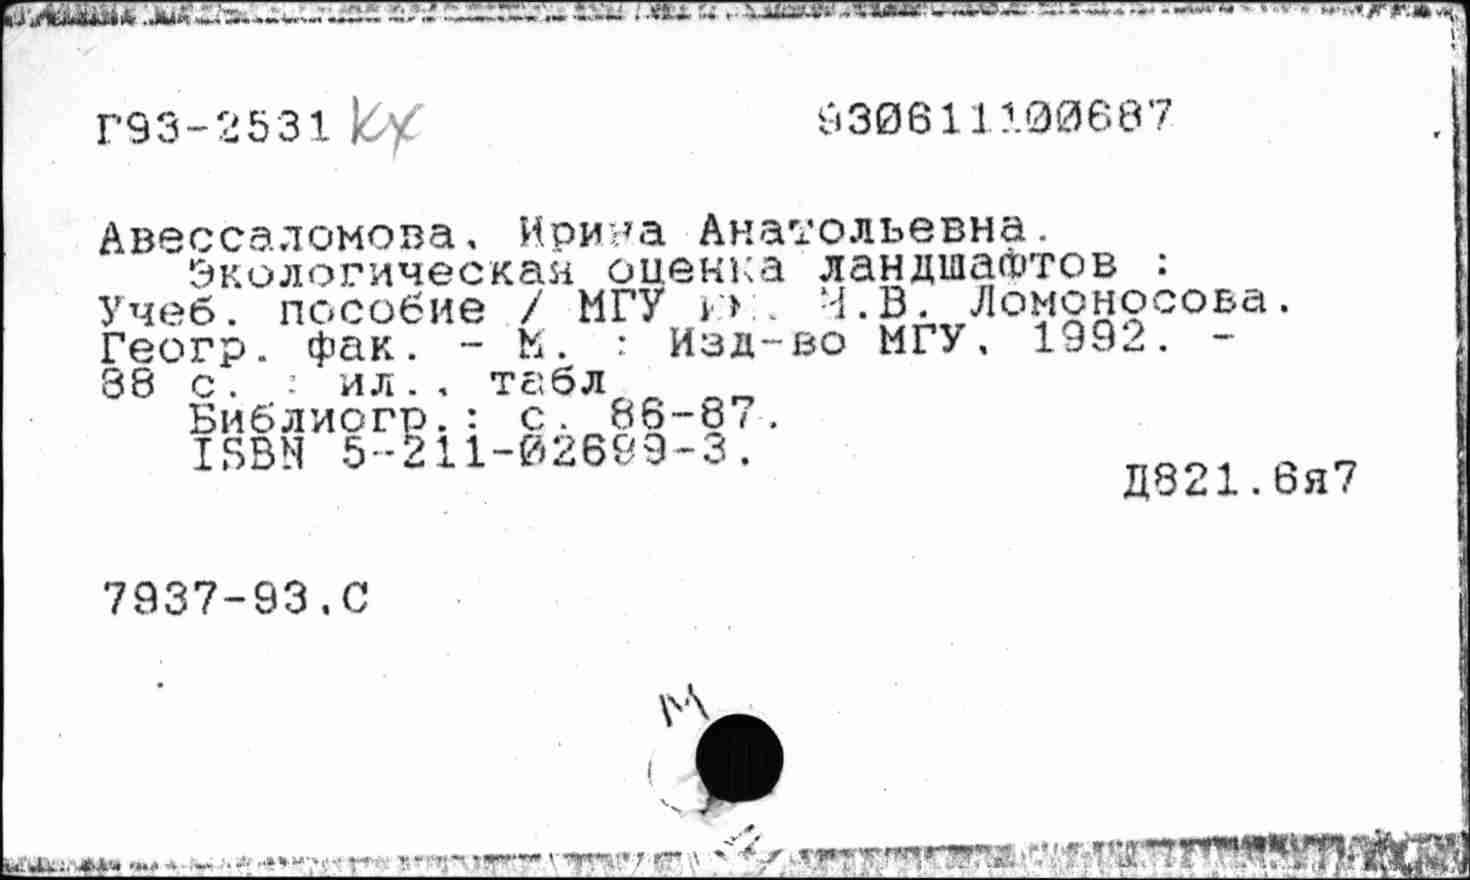 Г93-2531 кх 930611100687
Авессаломова, Ирина Анатольевна.
Экологическая оценка ландшафтов :
Учеб. пособие / МГУ им. М.В. Ломоносова.
Геогр. фак. - М. : Изд-во МГУ, 1992. -
88 с. : ил., табл
Библиогр.: с. 86-87.
ISBN 5-211-02699-3.
Д821.6я7
7937-93.С
М